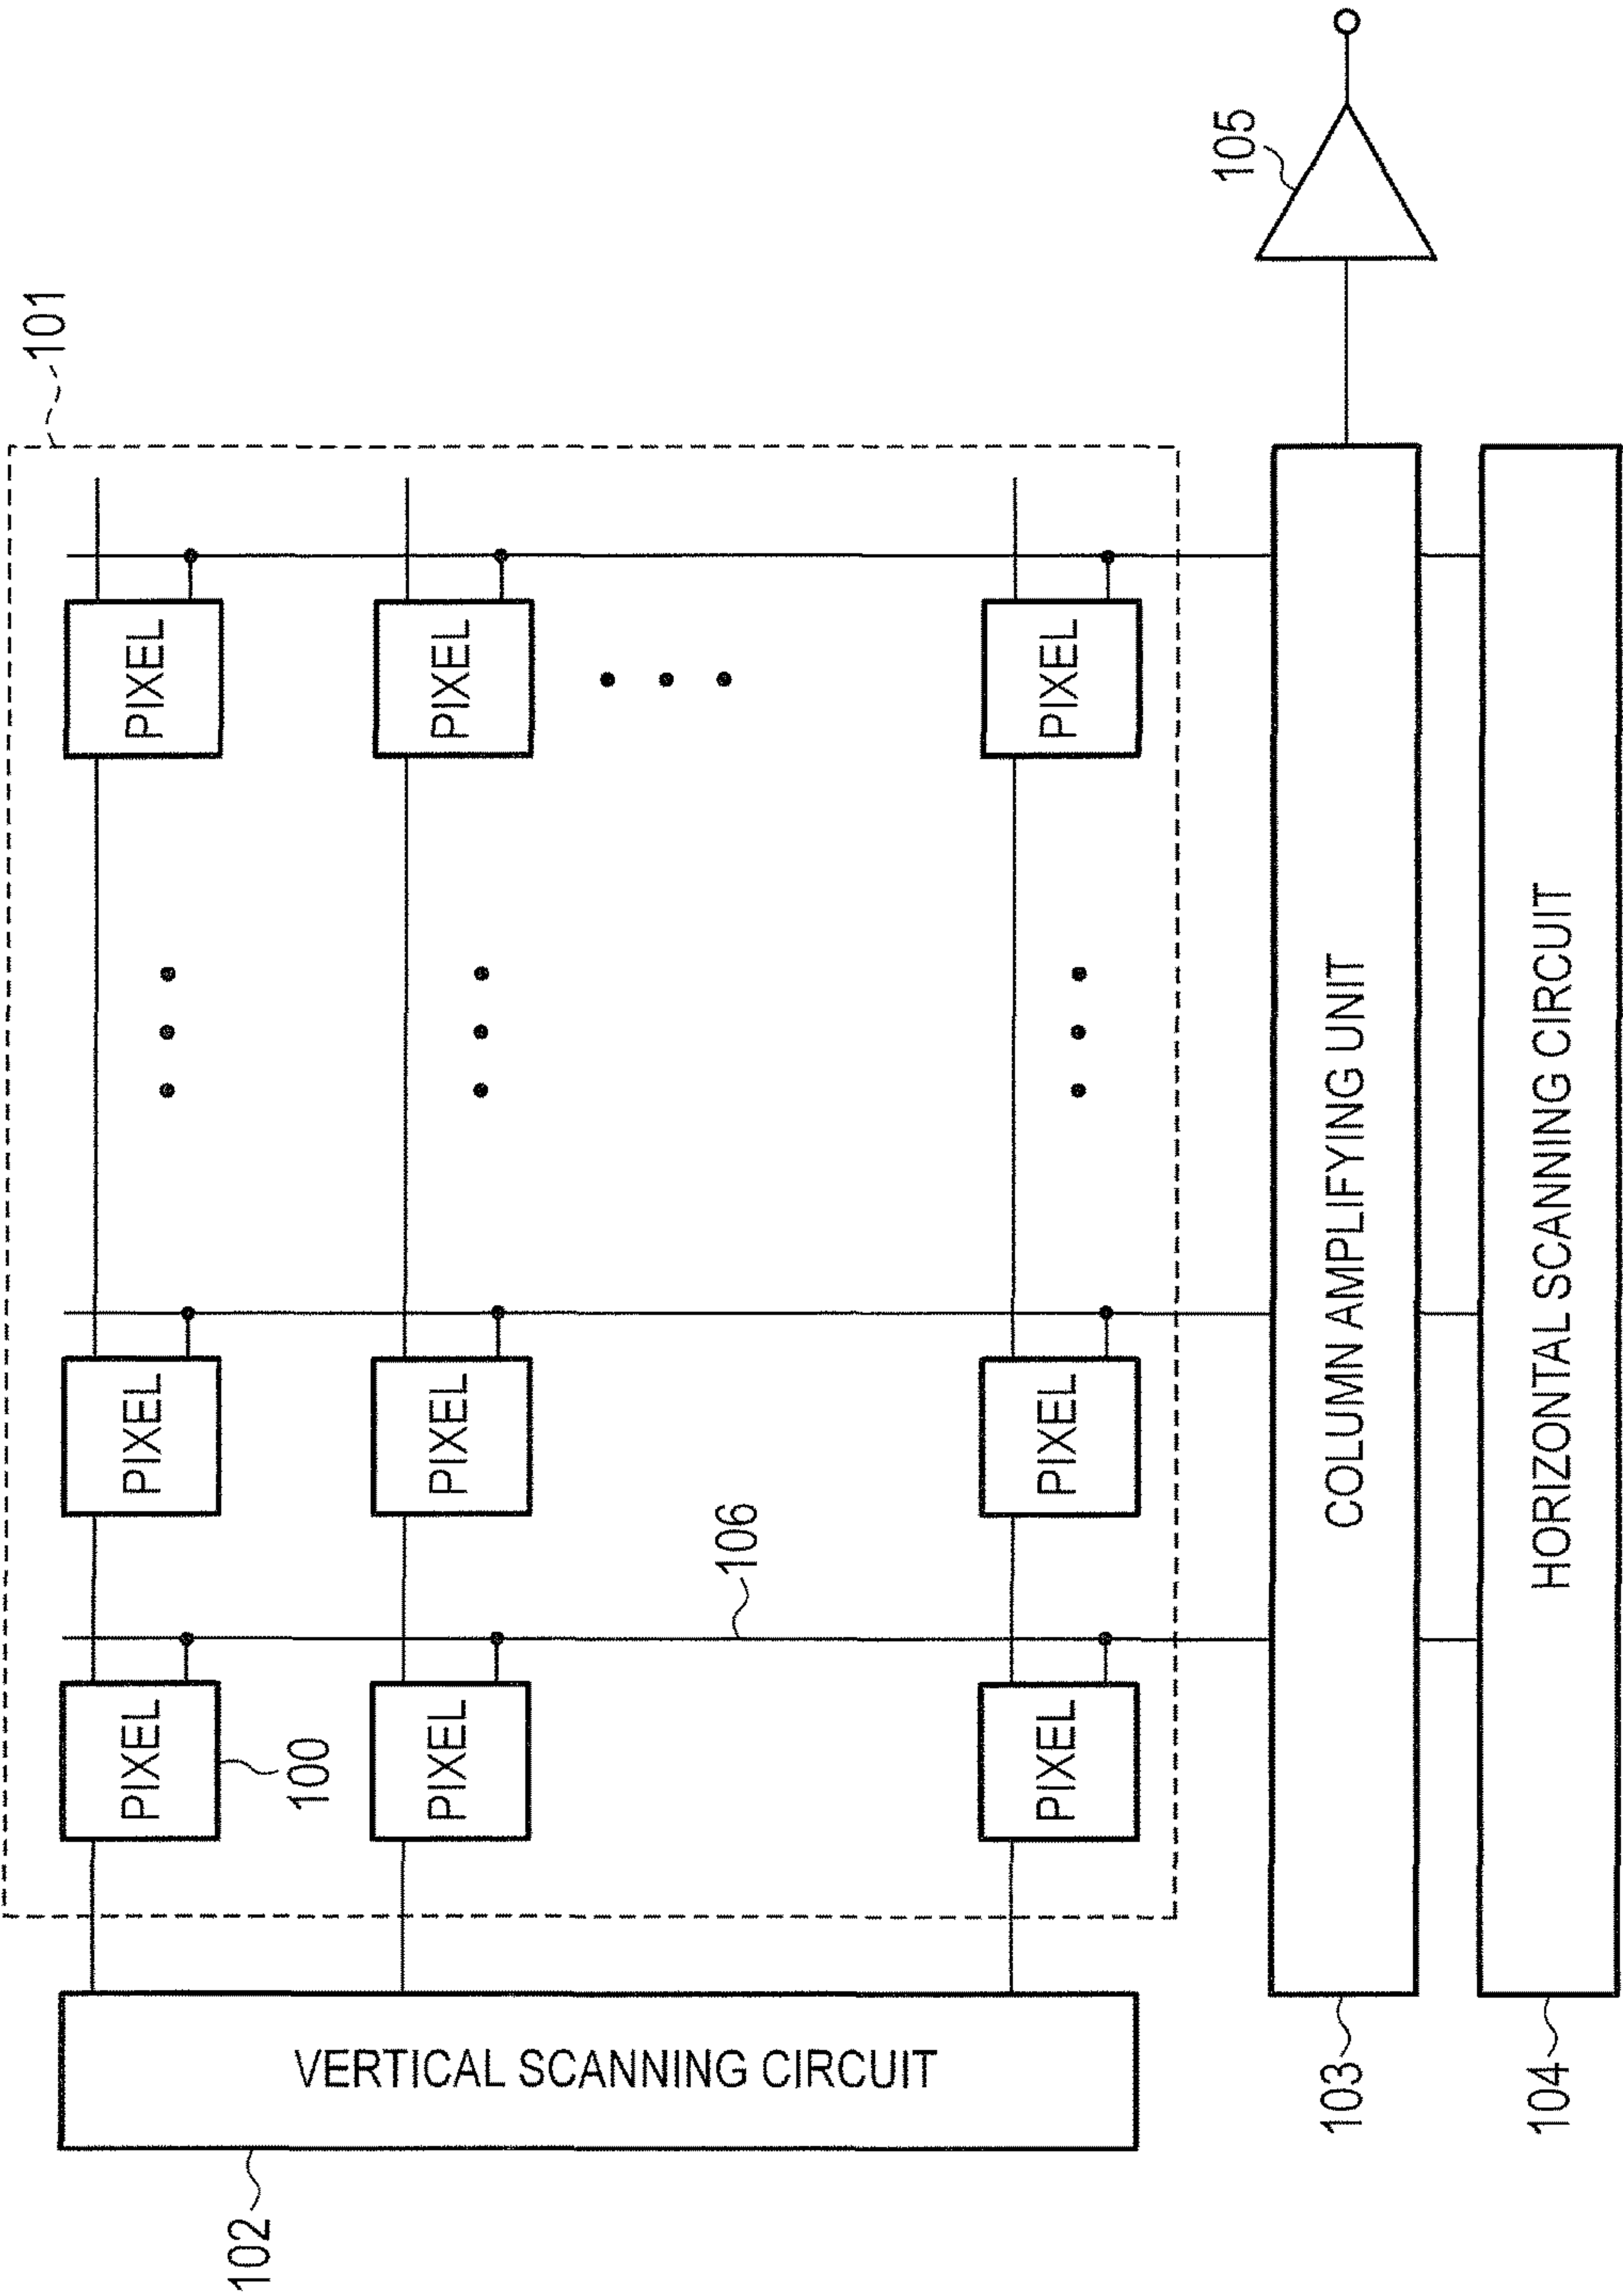 101
PIXEL PIXEL PIXEL
102
100
PIXEL PIXEL PIXEL
VERTICAL SCANNING CIRCUIT
106
PIXEL PIXEL PIXEL
105
103 COLUMN AMPLIFYING UNIT
104 HORIZONTAL SCANNING CIRCUIT